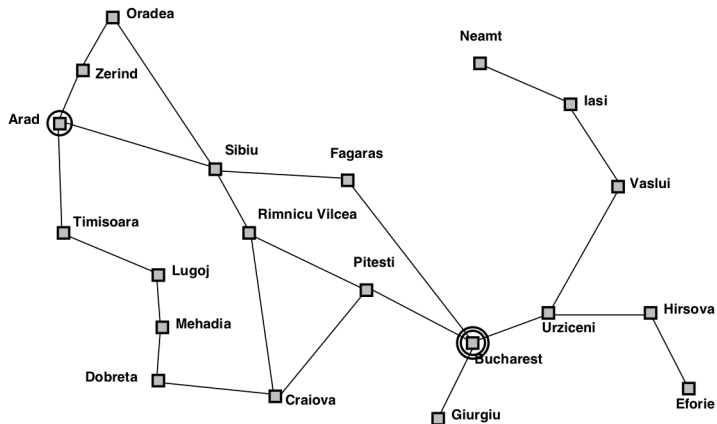 Oradea
Neamt
Zerind
Iasi
Arad
Sibiu
Fagaras
Vaslui
Timisoara
Rimnicu Vilcea
Lugoj
Pitesti
Mehadia
Hirsova
Urziceni
Bucharest
Dobreta
Craiova
Eforie
Giurgiu